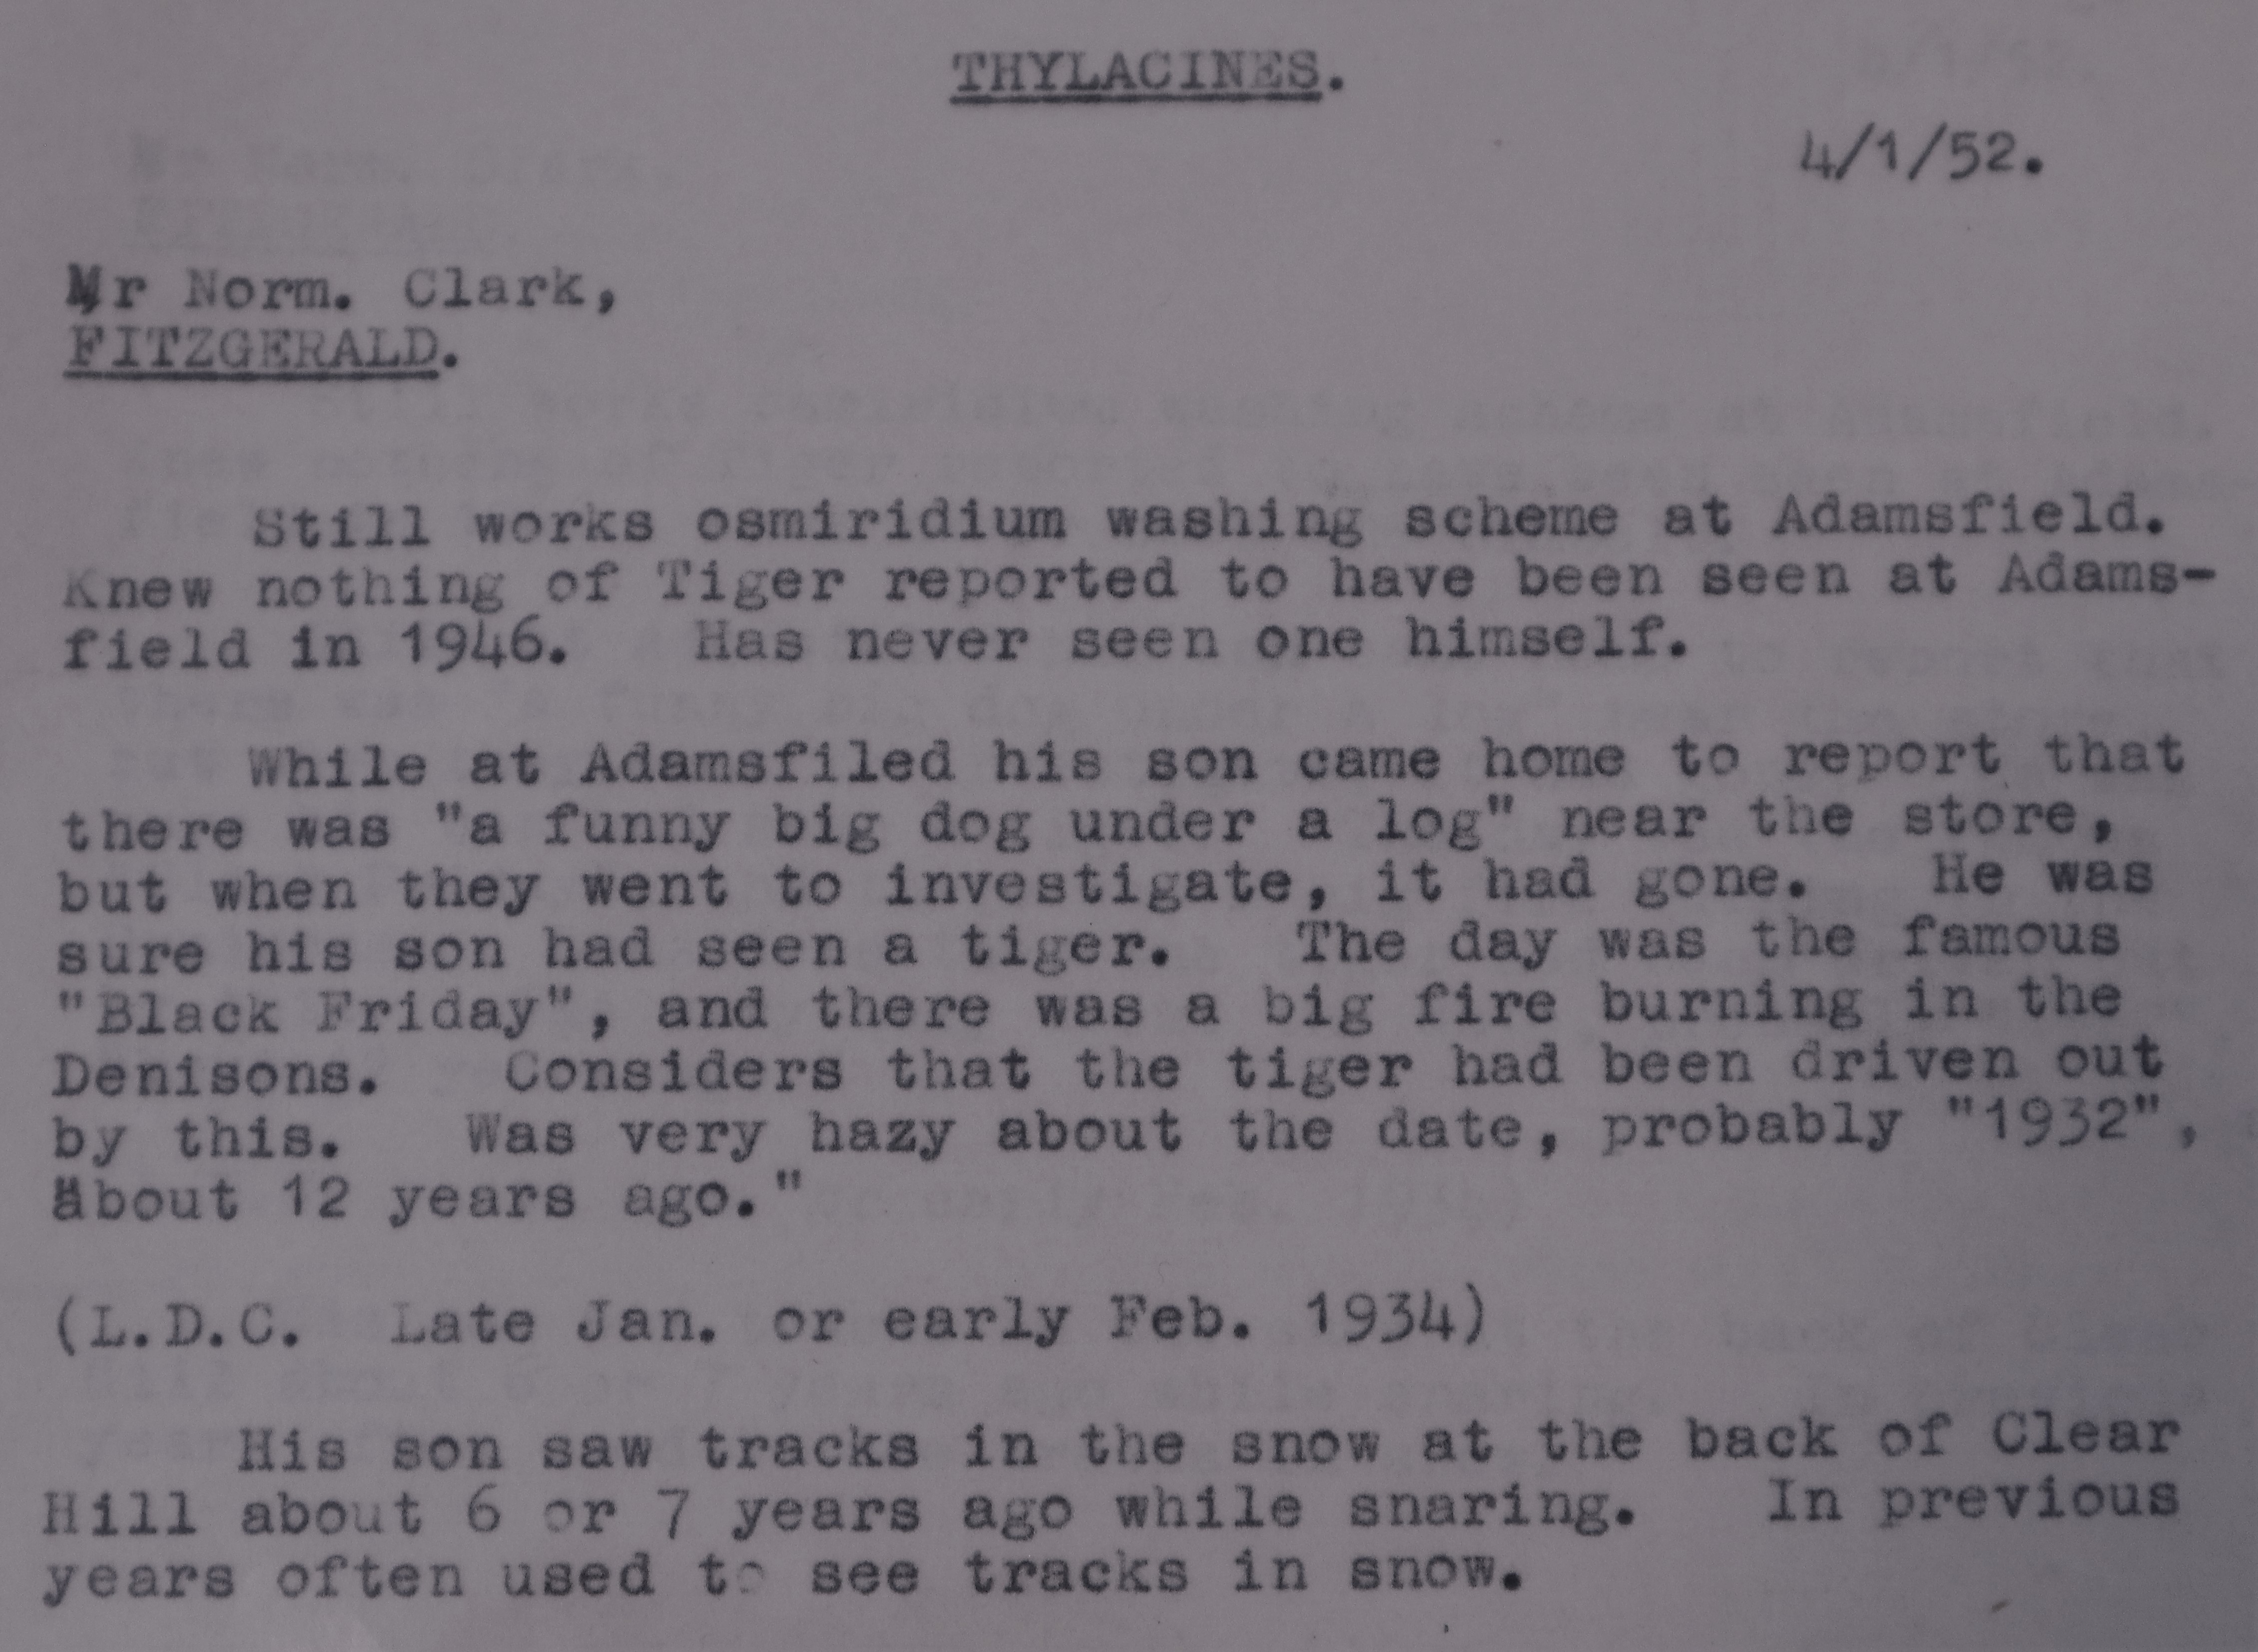 THYLACINES.
4/1/52.
Mr Norm. Clark,
FITZGERALD.
Still works osmiridium washing scheme at Adamsfield.
Knew nothing of Tiger reported to have been seen at Adams-
field in 1946. Has never seen one himself.
While at Adamsfiled his son came home to report that
there was "a funny big dog under a log" near the store,
but when they went to investigate, it had gone. He was
sure his son had seen a tiger. The day was the famous
"Black Friday", and there was a big fire burning in the
Denisons. Considers that the tiger had been driven out
by this. Was very hazy about the date, probably "1932",
"about 12 years ago."
(L.D.C. Late Jan. or early Feb. 1934)
His son saw tracks in the snow at the back of Clear
Hill about 6 or 7 years ago while snaring. In previous
years often used to see tracks in snow.